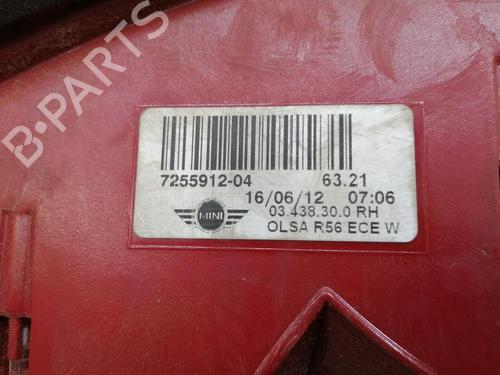 B-PARTS
7255912-04 63.21
16/06/12 07:06
MINI 03.438.30.0 RH
OLSA R56 ECE W